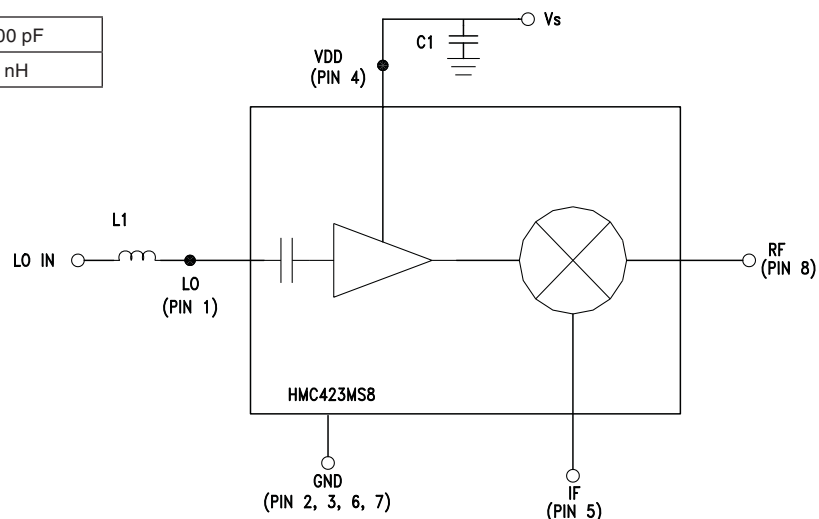 Vs
C1
VDD
(PIN 4)
pF
nH
L1
LO IN
LO
(PIN 1)
RF
(PIN 8)
HMC423MS8
GND
(PIN 2, 3, 6, 7)
IF
(PIN 5)